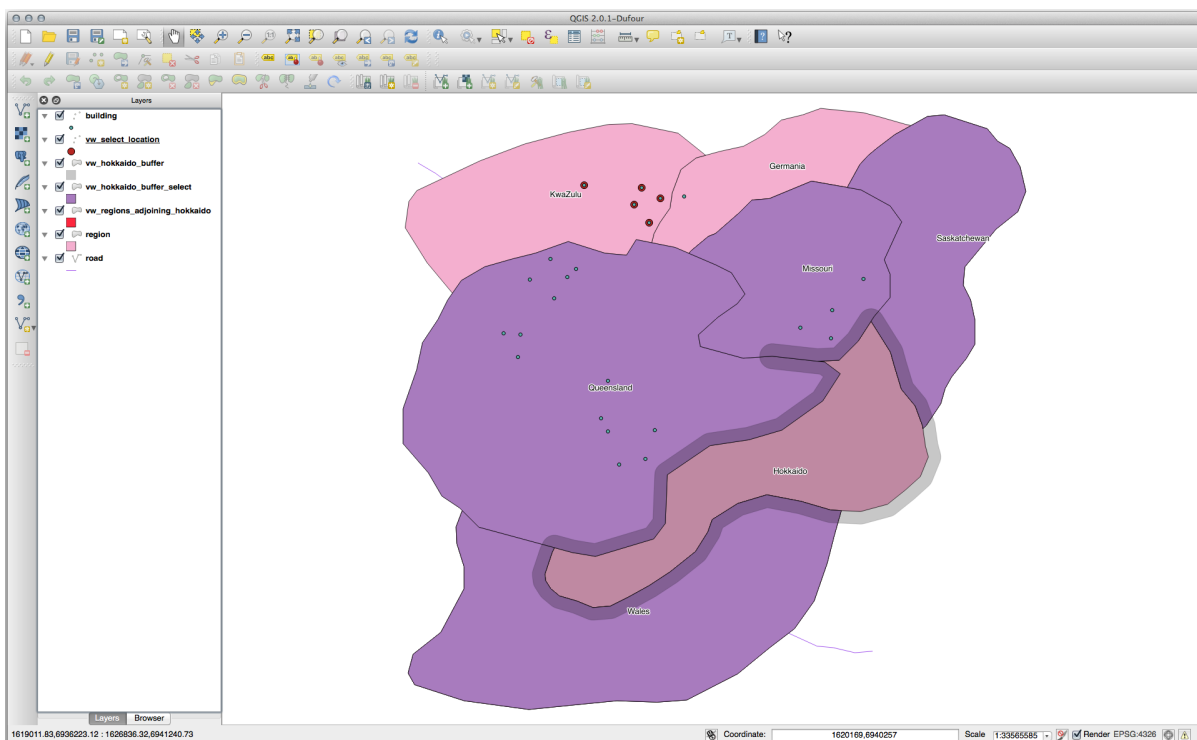 QGIS 2.0.1-Dufour
Layers
building
vw_select_location
vw_hokkaido_buffer
vw_hokkaido_buffer_select
vw_regions_adjoining_hokkaido
region
road
Germania
KwaZulu
Saskatchewan
Missouri
Queensland
Hokkaido
Wales
Layers Browser
1619011.83,6936223.12 : 1626836.32,6941240.73 Coordinate: 1620169,6940257 Scale 1:33565585 Render EPSG:4326